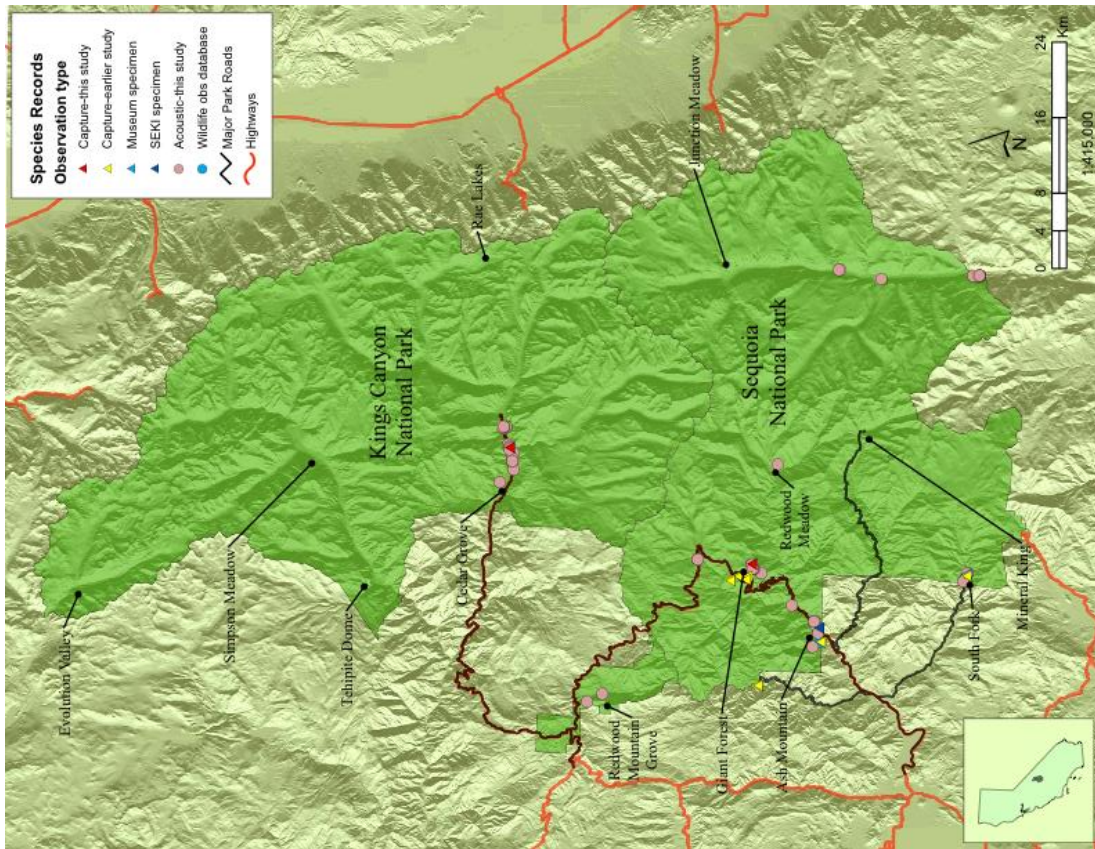 Species Records
Observation type
Capture-this study
Capture-earlier study
Museum specimen
SEKI specimen
Acoustic-this study
Wildlife obs database
Major Park Roads
Highways
Evolution Valley
Simpson Meadow
Tehipite Dome
Kings Canyon
National Park
Rae Lakes
Cedar Grove
Redwood
Mountain
Grove
Giant Forest
Ash Mountain
Redwood
Meadow
Sequoia
National Park
Junction Meadow
South Fork
Mineral King
N
0 4 8 16 24
Km
1:415,000